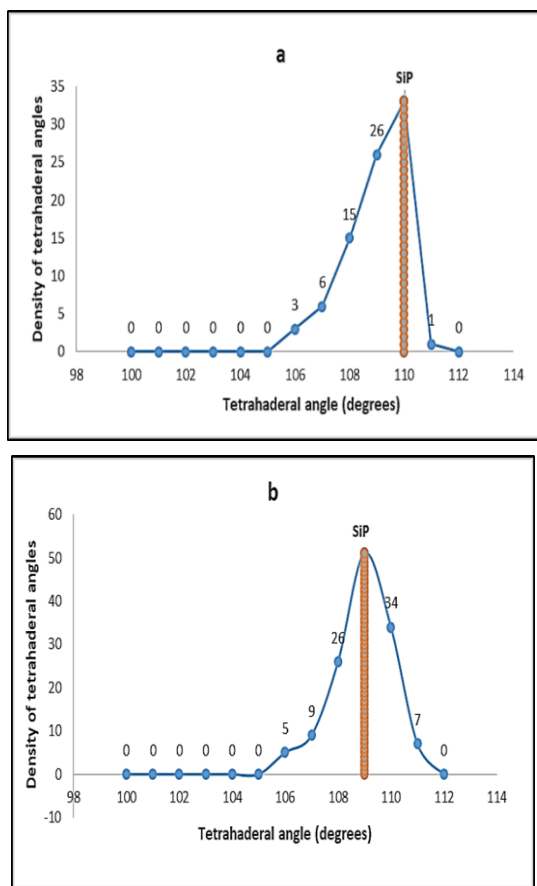 a
SiP
35
30
25
20
15
10
5
0
0 0 0 0 0 0 3 6 15 26 1 0
98 100 102 104 106 108 110 112 114
Density of tetrahaderal angles
Tetrahaderal angle (degrees)
b
SiP
60
50
40
30
20
10
0
-10
0 0 0 0 0 0 5 9 26 34 7 0
98 100 102 104 106 108 110 112 114
Density of tetrahaderal angles
Tetrahaderal angle (degrees)